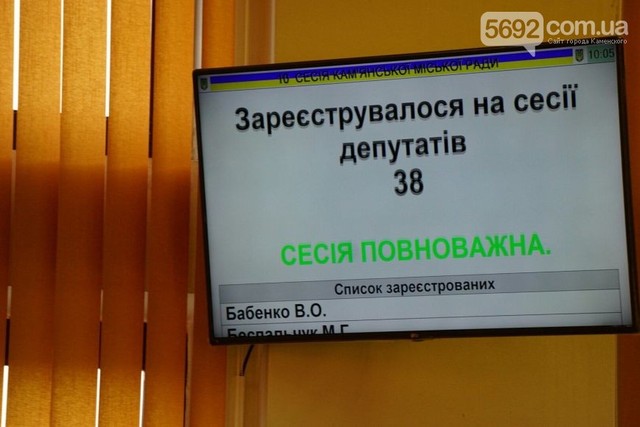 5692.com.ua
Сайт города Каменского
10 СЕСІЯ КАМ'ЯНСЬКОЇ МІСЬКОЇ РАДИ
10:05
Зареєструвалося на сесії
депутатів
38
СЕСІЯ ПОВНОВАЖНА.
Список зареєстрованих
Бабенко В.О.
Беспальчук М.Г.